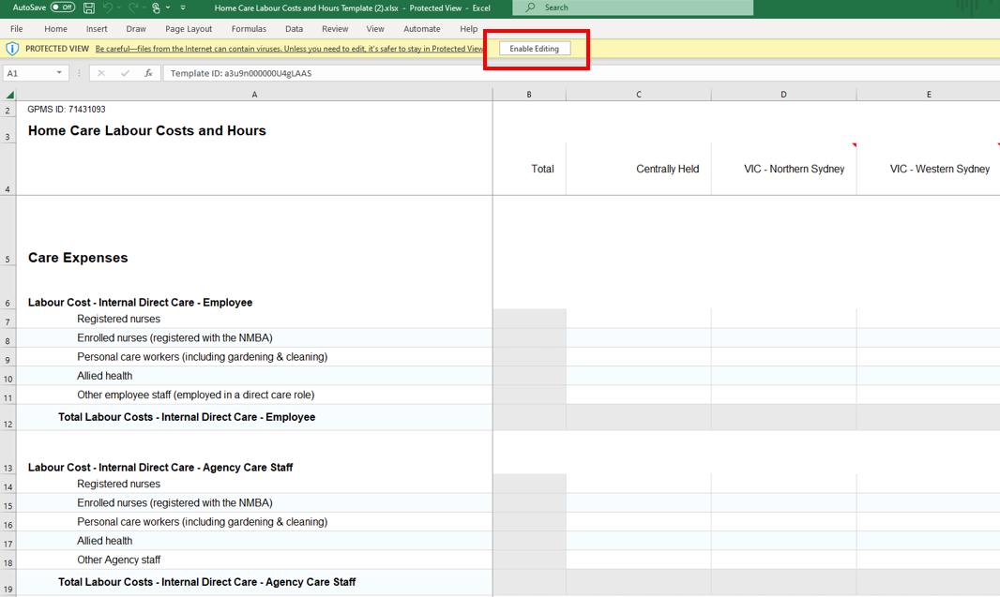 AutoSave Off Home Care Labour Costs and Hours Template (2).xlsx - Protected View - Excel Search
File Home Insert Draw Page Layout Formulas Data Review View Automate Help
PROTECTED VIEW Be careful—files from the Internet can contain viruses. Unless you need to edit, it's safer to stay in Protected View. Enable Editing
A1 fx Template ID: a3u9n000000U4gLAAS
A B C D E
2 GPMS ID: 71431093
3 Home Care Labour Costs and Hours
4 Total Centrally Held VIC - Northern Sydney VIC - Western Sydney
5 Care Expenses
6 Labour Cost - Internal Direct Care - Employee
7 Registered nurses
8 Enrolled nurses (registered with the NMBA)
9 Personal care workers (including gardening & cleaning)
10 Allied health
11 Other employee staff (employed in a direct care role)
12 Total Labour Costs - Internal Direct Care - Employee
13 Labour Cost - Internal Direct Care - Agency Care Staff
14 Registered nurses
15 Enrolled nurses (registered with the NMBA)
16 Personal care workers (including gardening & cleaning)
17 Allied health
18 Other Agency staff
19 Total Labour Costs - Internal Direct Care - Agency Care Staff